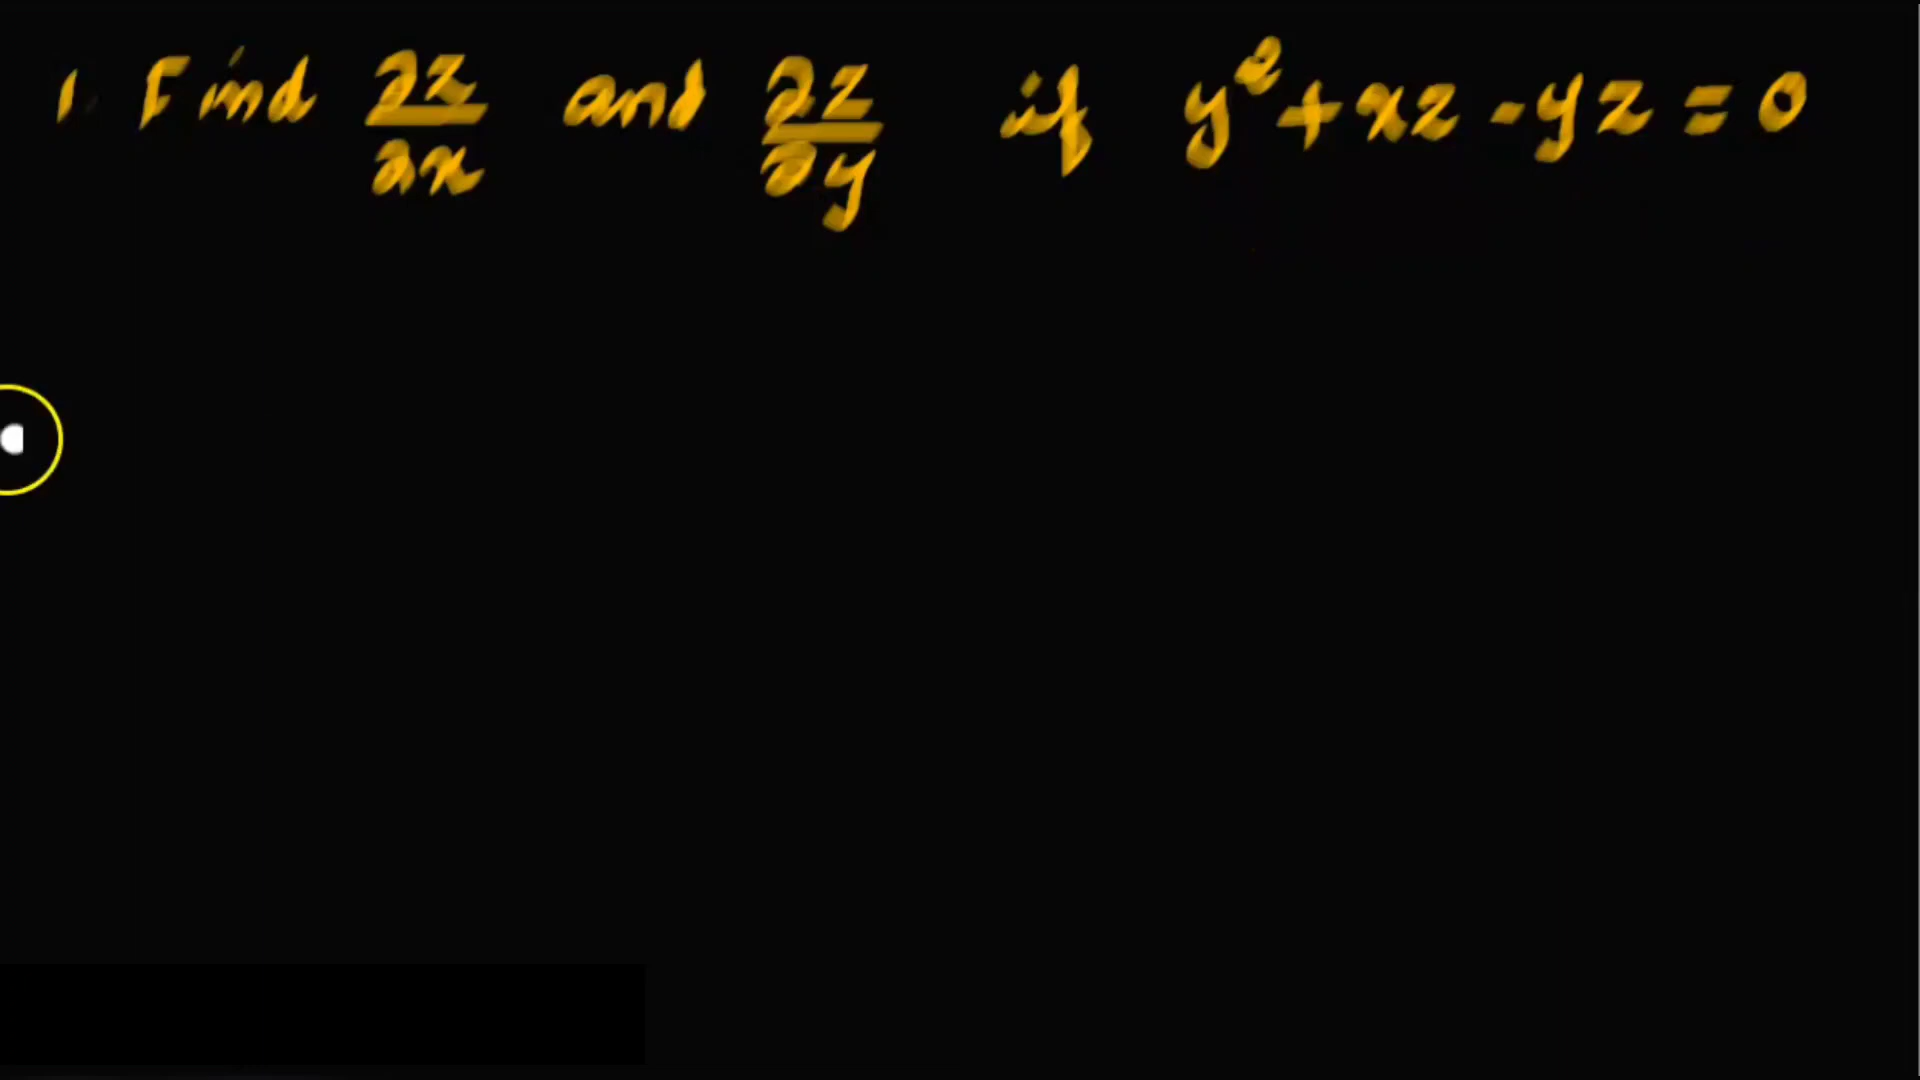 1. Find ∂z/∂x and ∂z/∂y if y²+xz-yz=0